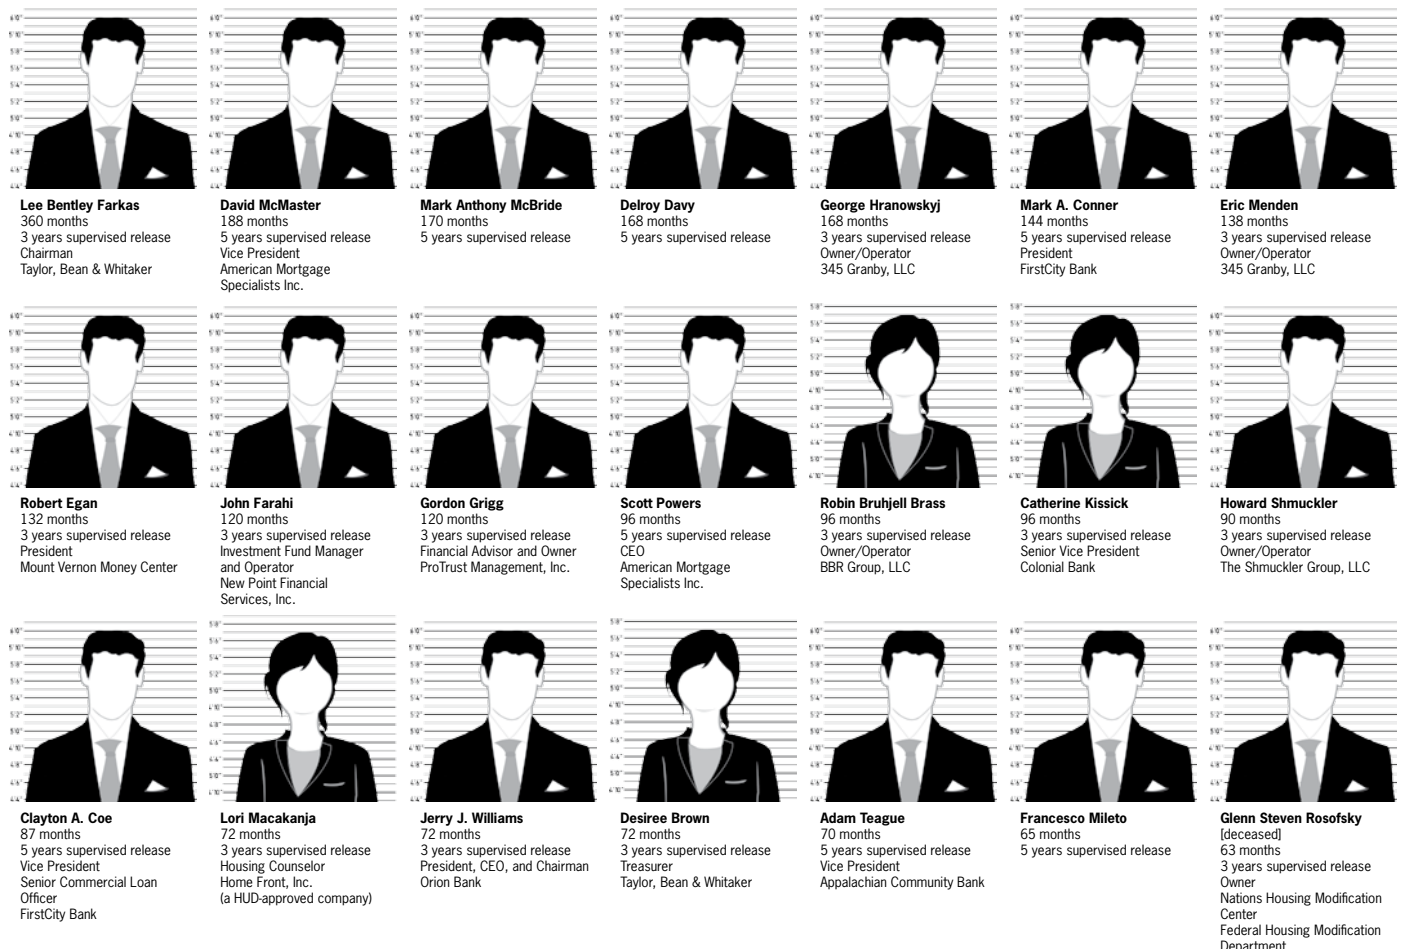 Lee Bentley Farkas
360 months
3 years supervised release
Chairman
Taylor, Bean & Whitaker
David McMaster
188 months
5 years supervised release
Vice President
American Mortgage
Specialists Inc.
Mark Anthony McBride
170 months
5 years supervised release
Delroy Davy
168 months
5 years supervised release
George Hranowskyj
168 months
3 years supervised release
Owner/Operator
345 Granby, LLC
Mark A. Conner
144 months
5 years supervised release
President
FirstCity Bank
Eric Menden
138 months
3 years supervised release
Owner/Operator
345 Granby, LLC
Robert Egan
132 months
3 years supervised release
President
Mount Vernon Money Center
John Farahi
120 months
3 years supervised release
Investment Fund Manager
and Operator
New Point Financial
Services, Inc.
Gordon Grigg
120 months
3 years supervised release
Financial Advisor and Owner
ProTrust Management, Inc.
Scott Powers
96 months
5 years supervised release
CEO
American Mortgage
Specialists Inc.
Robin Bruhjell Brass
96 months
3 years supervised release
Owner/Operator
BBR Group, LLC
Catherine Kissick
96 months
3 years supervised release
Senior Vice President
Colonial Bank
Howard Shmuckler
90 months
3 years supervised release
Owner/Operator
The Shmuckler Group, LLC
Clayton A. Coe
87 months
5 years supervised release
Vice President
Senior Commercial Loan
Officer
FirstCity Bank
Lori Macakanja
72 months
3 years supervised release
Housing Counselor
Home Front, Inc.
(a HUD-approved company)
Jerry J. Williams
72 months
3 years supervised release
President, CEO, and Chairman
Orion Bank
Desiree Brown
72 months
3 years supervised release
Treasurer
Taylor, Bean & Whitaker
Adam Teague
70 months
5 years supervised release
Vice President
Appalachian Community Bank
Francesco Mileto
65 months
5 years supervised release
Glenn Steven Rosofsky
[deceased]
63 months
3 years supervised release
Owner
Nations Housing Modification
Center
Federal Housing Modification
Department